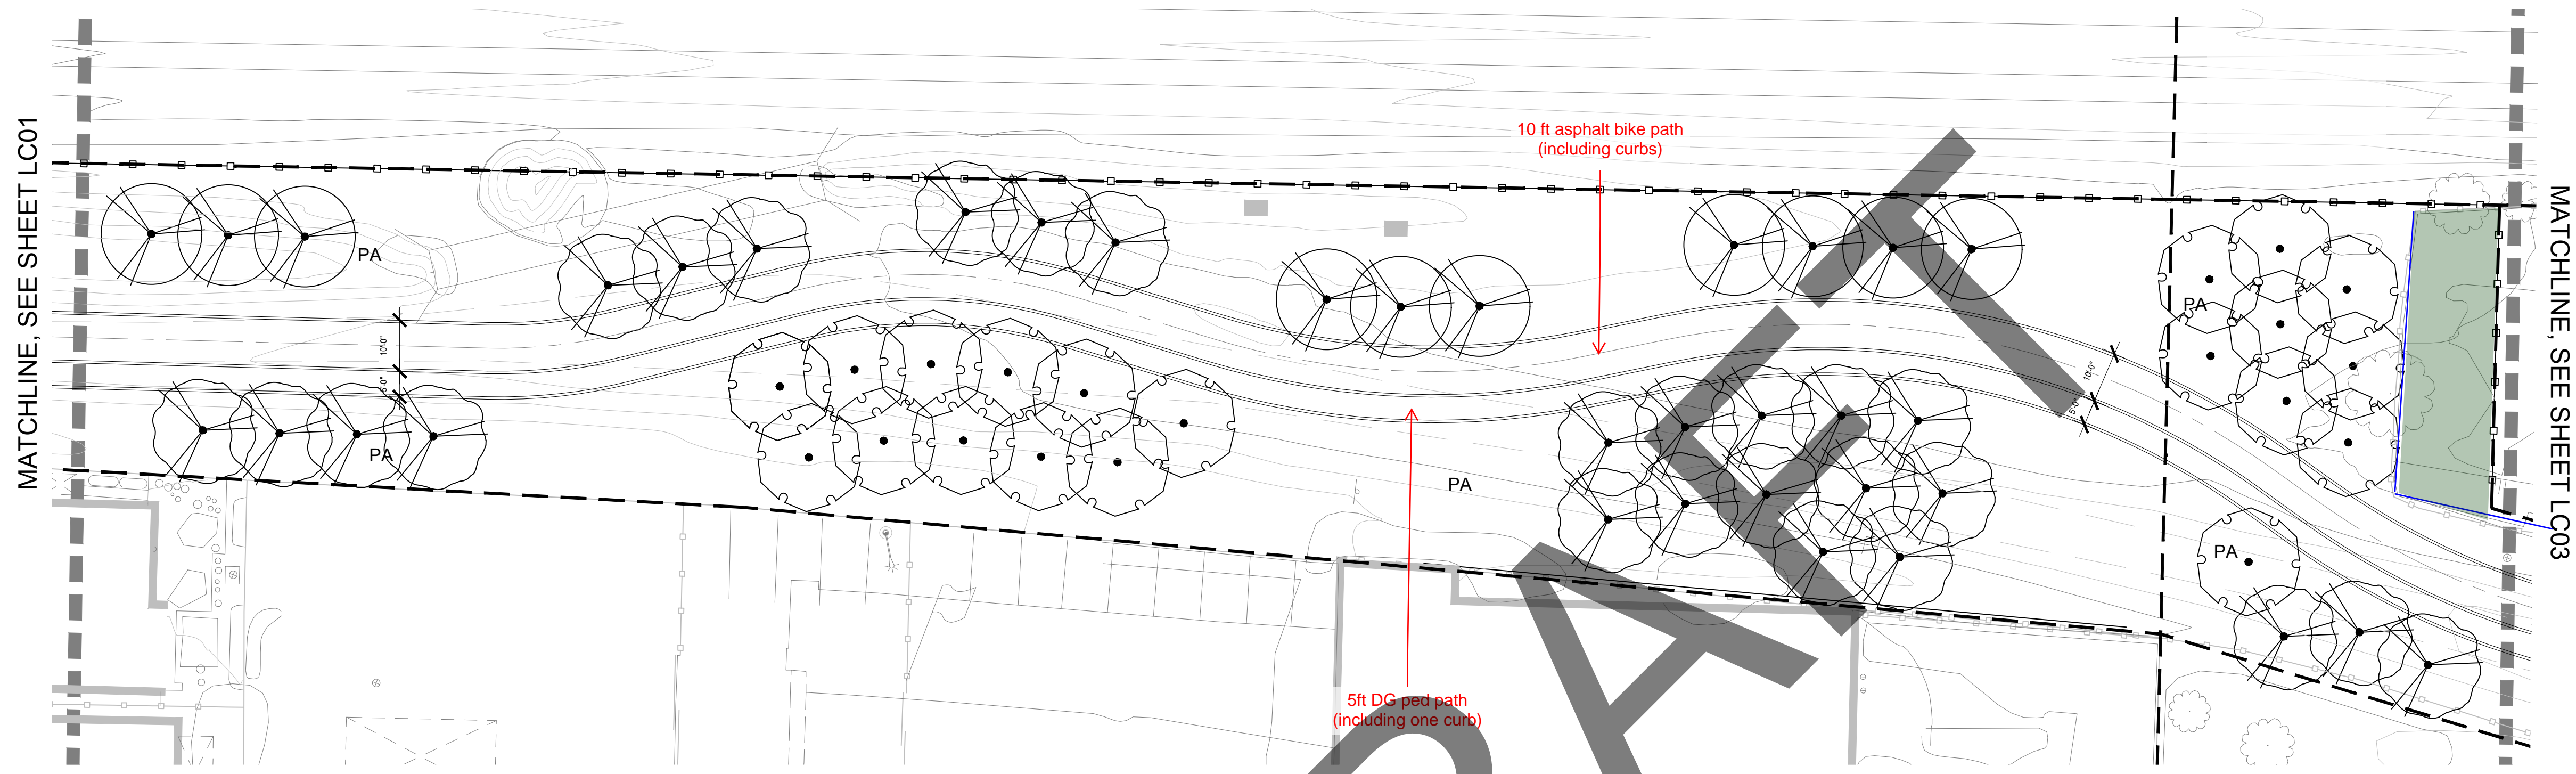 MATCHLINE, SEE SHEET LC01
10 ft asphalt bike path
(including curbs)
MATCHLINE, SEE SHEET LC03
PA
PA
10'-0"
5'-0"
10'-0"
5'-0"
PA
PA
PA
5ft DG ped path
(including one curb)
DRAFT